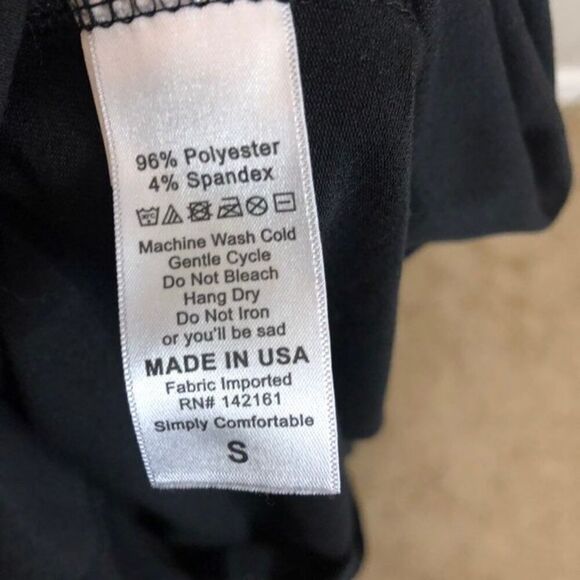 96% Polyester
4% Spandex
Machine Wash Cold
Gentle Cycle
Do Not Bleach
Hang Dry
Do Not Iron
or you'll be sad
MADE IN USA
Fabric Imported
RN# 142161
Simply Comfortable
S